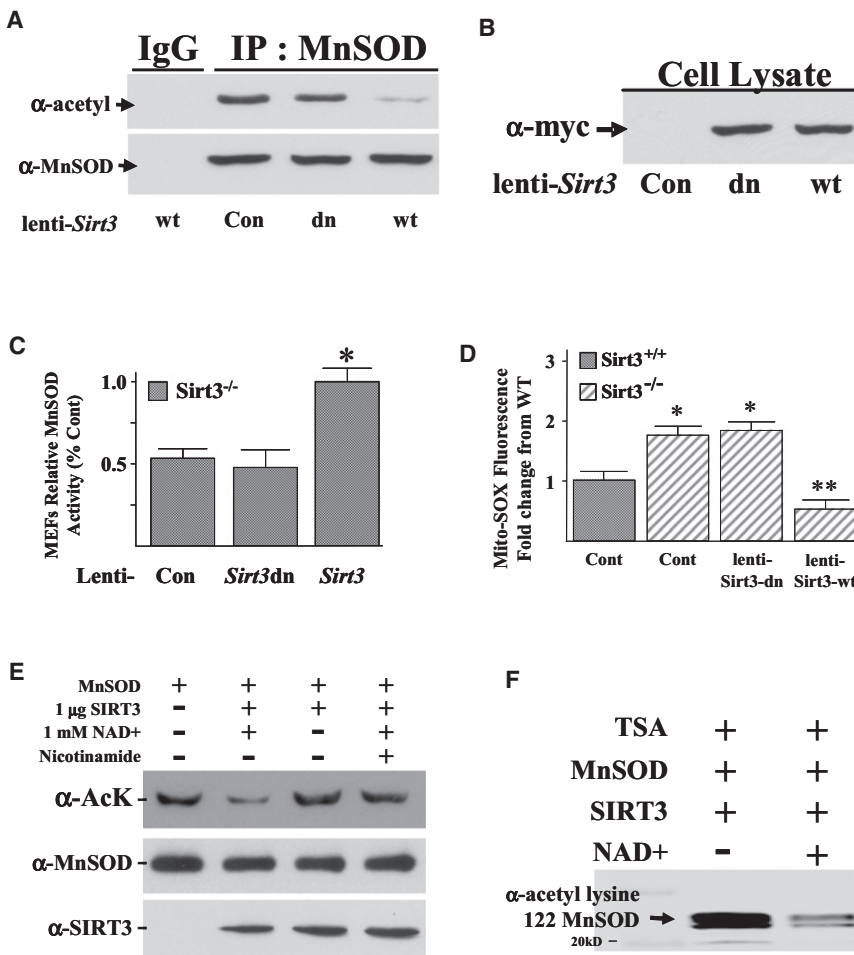 A
IgG IP : MnSOD
α-acetyl
α-MnSOD
lenti-Sirt3 wt Con dn wt
B
Cell Lysate
α-myc
lenti-Sirt3 Con dn wt
C
MEFs Relative MnSOD
Activity (% Cont)
1.0
0.5
Sirt3-/-
*
Lenti- Con Sirt3dn Sirt3
D
Mito-SOX Fluorescence
Fold change from WT
3
2
1
Sirt3+/+
Sirt3-/-
* * **
Cont Cont lenti- lenti-
Sirt3-dn Sirt3-wt
E
MnSOD + + + +
1 µg SIRT3 - + + +
1 mM NAD+ - + - +
Nicotinamide - - - +
α-AcK -
α-MnSOD -
α-SIRT3 -
F
TSA + +
MnSOD + +
SIRT3 + +
NAD+ - +
α-acetyl lysine
122 MnSOD
20kD -